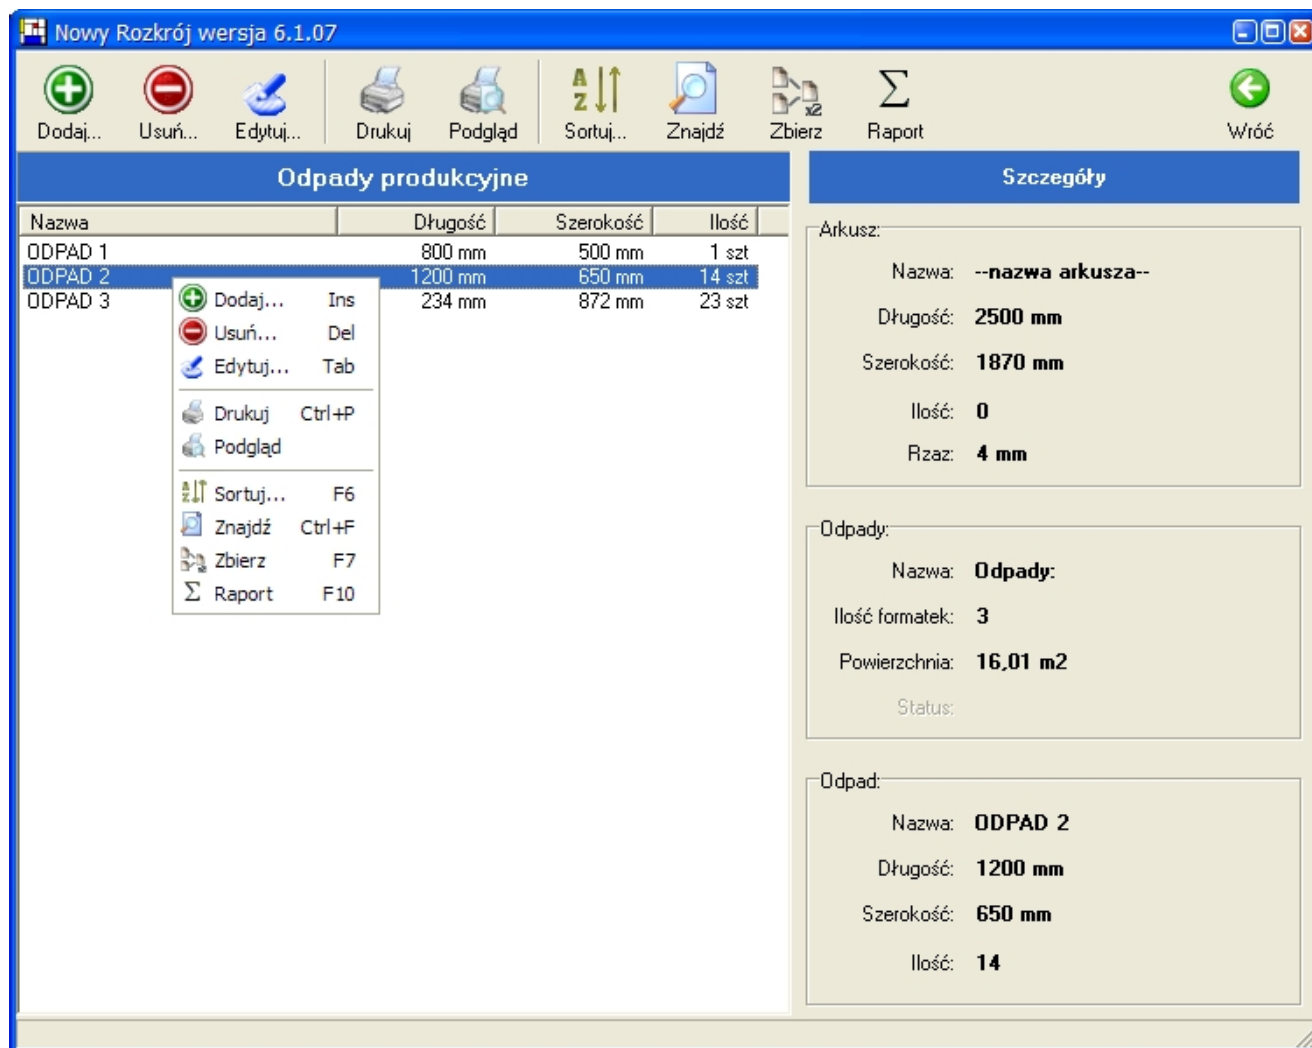 Nowy Rozkrój wersja 6.1.07
Dodaj... Usuń... Edytuj... Drukuj Podgląd Sortuj... Znajdź Zbierz Raport Wróć
Odpady produkcyjne
Nazwa Długość Szerokość Ilość
ODPAD 1 800 mm 500 mm 1 szt
ODPAD 2 1200 mm 650 mm 14 szt
ODPAD 3 234 mm 872 mm 23 szt
Dodaj... Ins
Usuń... Del
Edytuj... Tab
Drukuj Ctrl+P
Podgląd
Sortuj... F6
Znajdź Ctrl+F
Zbierz F7
Raport F10
Szczegóły
Arkusz:
Nazwa: --nazwa arkusza--
Długość: 2500 mm
Szerokość: 1870 mm
Ilość: 0
Rzaz: 4 mm
Odpady:
Nazwa: Odpady:
Ilość formatek: 3
Powierzchnia: 16,01 m2
Status:
Odpad:
Nazwa: ODPAD 2
Długość: 1200 mm
Szerokość: 650 mm
Ilość: 14